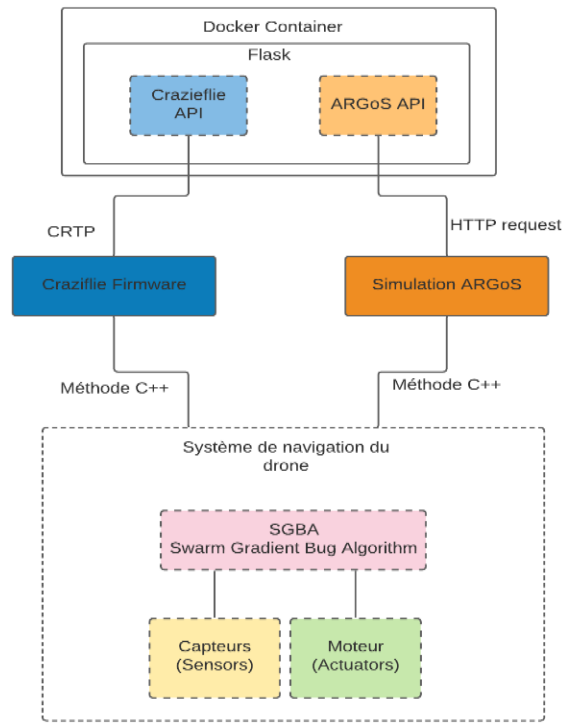 Docker Container
Flask
Crazieflie
API
ARGoS API
CRTP
HTTP request
Craziflie Firmware
Simulation ARGoS
Méthode C++
Méthode C++
Système de navigation du
drone
SGBA
Swarm Gradient Bug Algorithm
Capteurs
(Sensors)
Moteur
(Actuators)